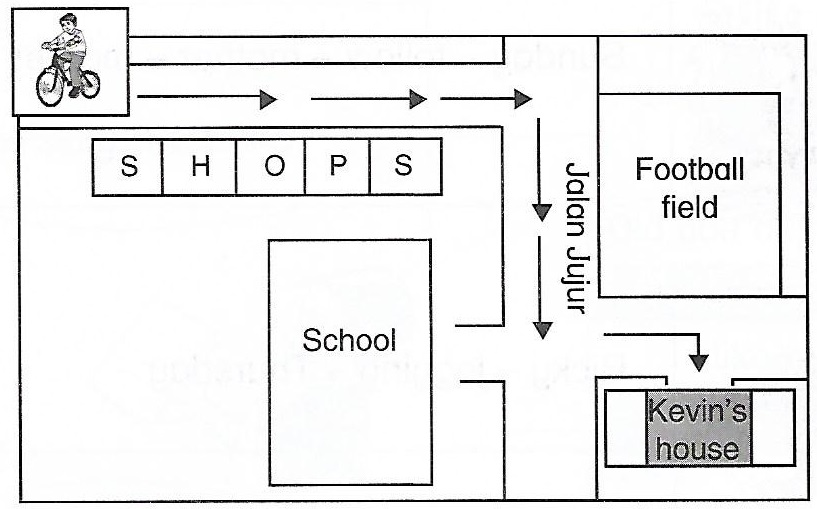 S H O P S
Jalan Jujur
Football
field
School
Kevin's
house